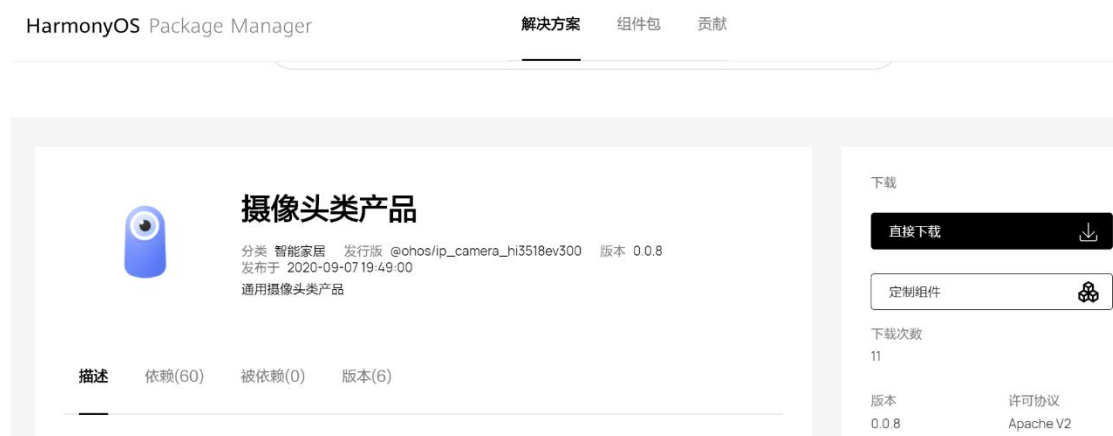 HarmonyOS Package Manager 解决方案 组件包 贡献
摄像头类产品
分类 智能家居 发行版 @ohos/ip_camera_hi3518ev300 版本 0.0.8
发布于 2020-09-07 19:49:00
通用摄像头类产品
描述 依赖(60) 被依赖(0) 版本(6)
下载
直接下载
定制组件
下载次数
11
版本 许可协议
0.0.8 Apache V2